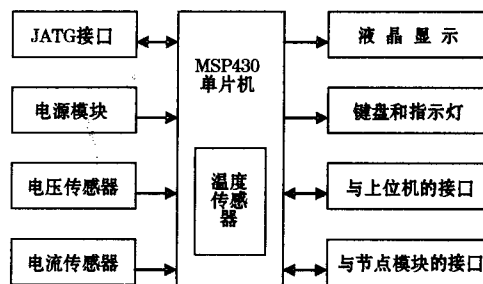 JATG接口
电源模块
电压传感器
电流传感器
MSP430
单片机
温度
传感
器
液晶显示
键盘和指示灯
与上位机的接口
与节点模块的接口